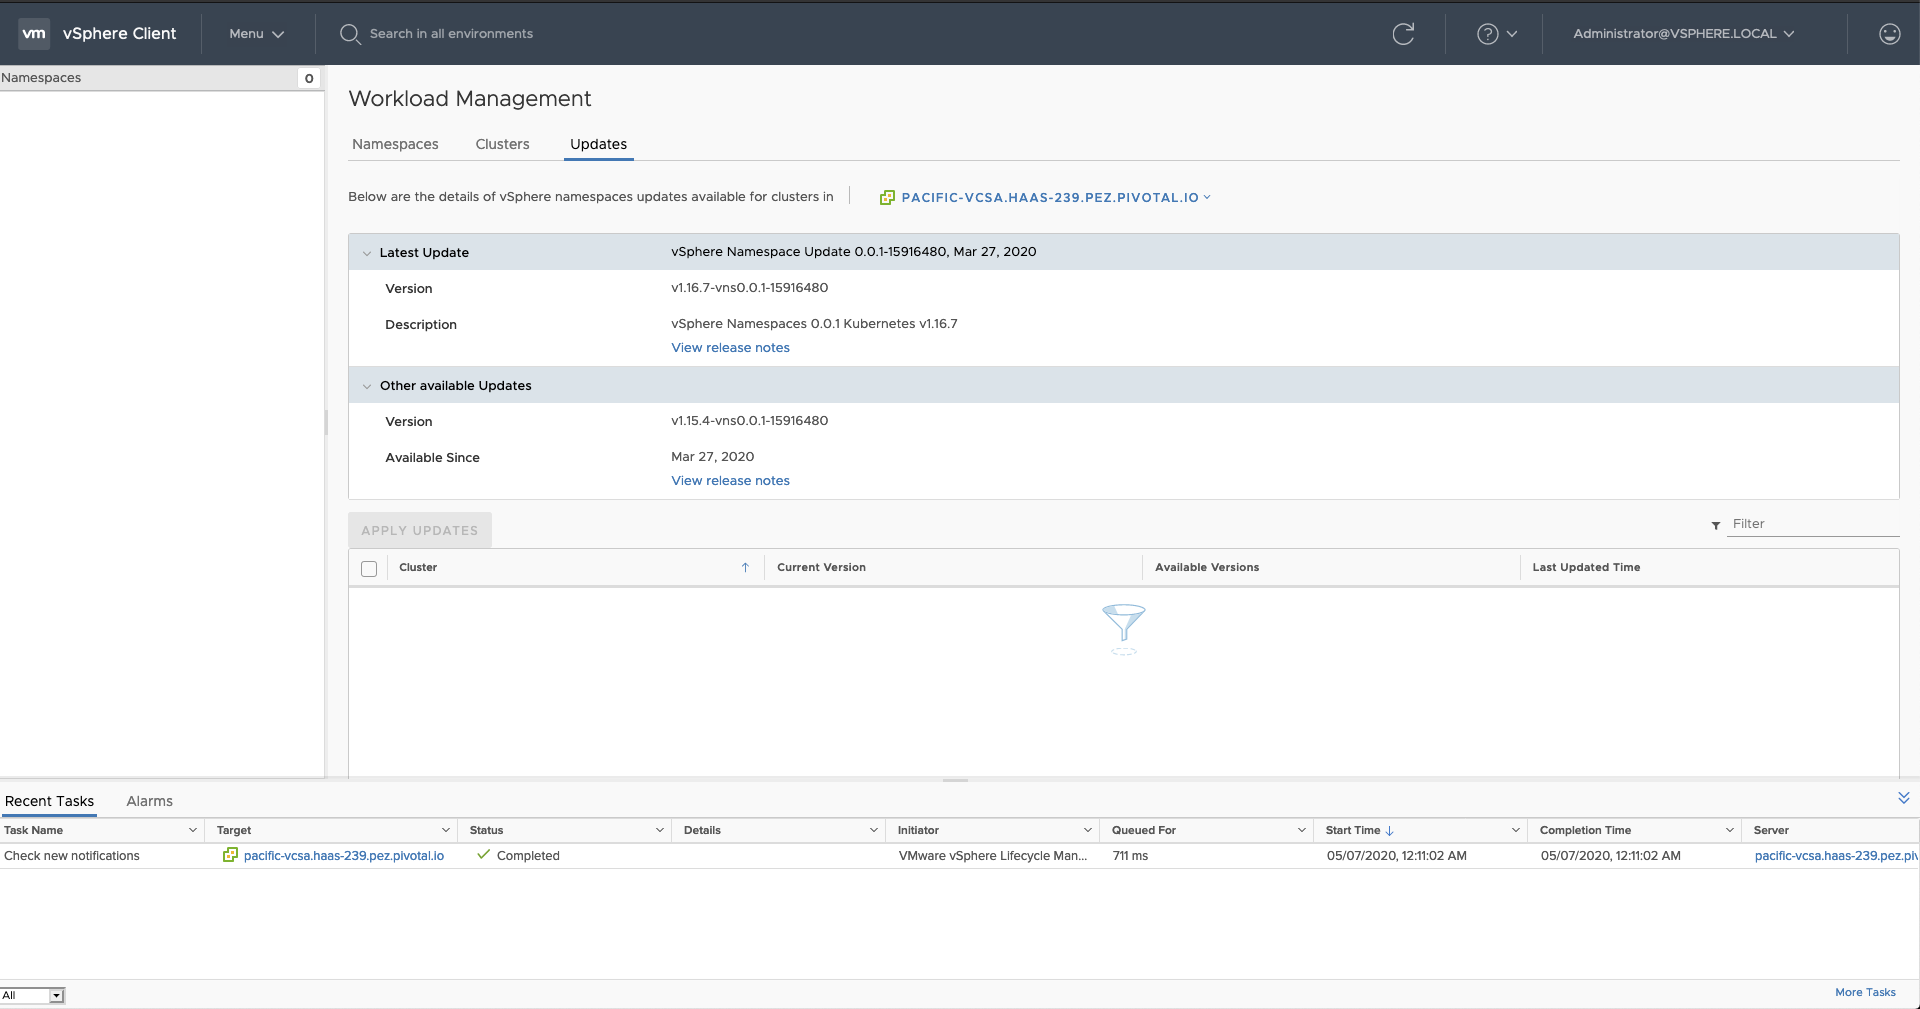 vm vSphere Client Menu Search in all environments Administrator@VSPHERE.LOCAL
Namespaces 0
Workload Management
Namespaces Clusters Updates
Below are the details of vSphere namespaces updates available for clusters in PACIFIC-VCSA.HAAS-239.PEZ.PIVOTAL.IO
Latest Update vSphere Namespace Update 0.0.1-15916480, Mar 27, 2020
Version v1.16.7-vns0.0.1-15916480
Description vSphere Namespaces 0.0.1 Kubernetes v1.16.7
View release notes
Other available Updates
Version v1.15.4-vns0.0.1-15916480
Available Since Mar 27, 2020
View release notes
APPLY UPDATES Filter
Cluster Current Version Available Versions Last Updated Time
Recent Tasks Alarms
Task Name Target Status Details Initiator Queued For Start Time Completion Time Server
Check new notifications pacific-vcsa.haas-239.pez.pivotal.io Completed VMware vSphere Lifecycle Man... 711 ms 05/07/2020, 12:11:02 AM 05/07/2020, 12:11:02 AM pacific-vcsa.haas-239.pez.piv
All More Tasks